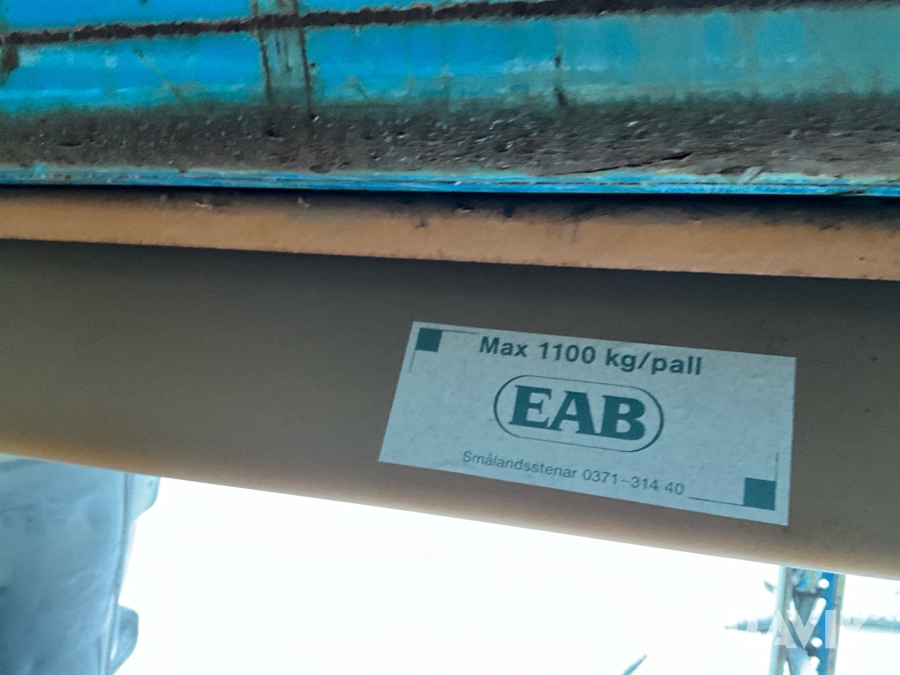 Max 1100 kg/pall
EAB
Smålandsstenar 0371-314 40